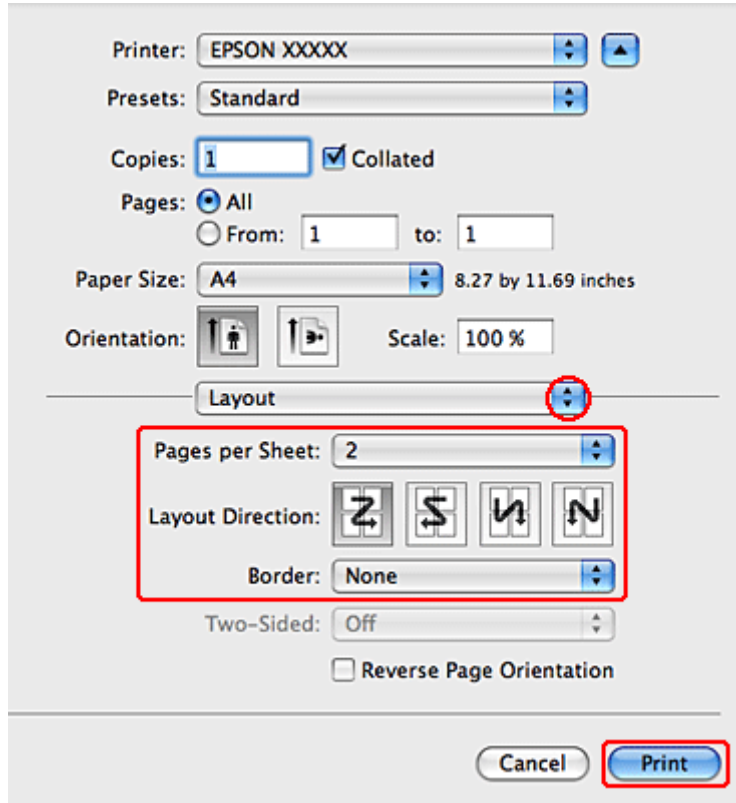 Printer: EPSON XXXXX
Presets: Standard
Copies: 1 Collated
Pages: All
From: 1 to: 1
Paper Size: A4 8.27 by 11.69 inches
Orientation: Scale: 100 %
Layout
Pages per Sheet: 2
Layout Direction:
Border: None
Two-Sided: Off
Reverse Page Orientation
Cancel Print